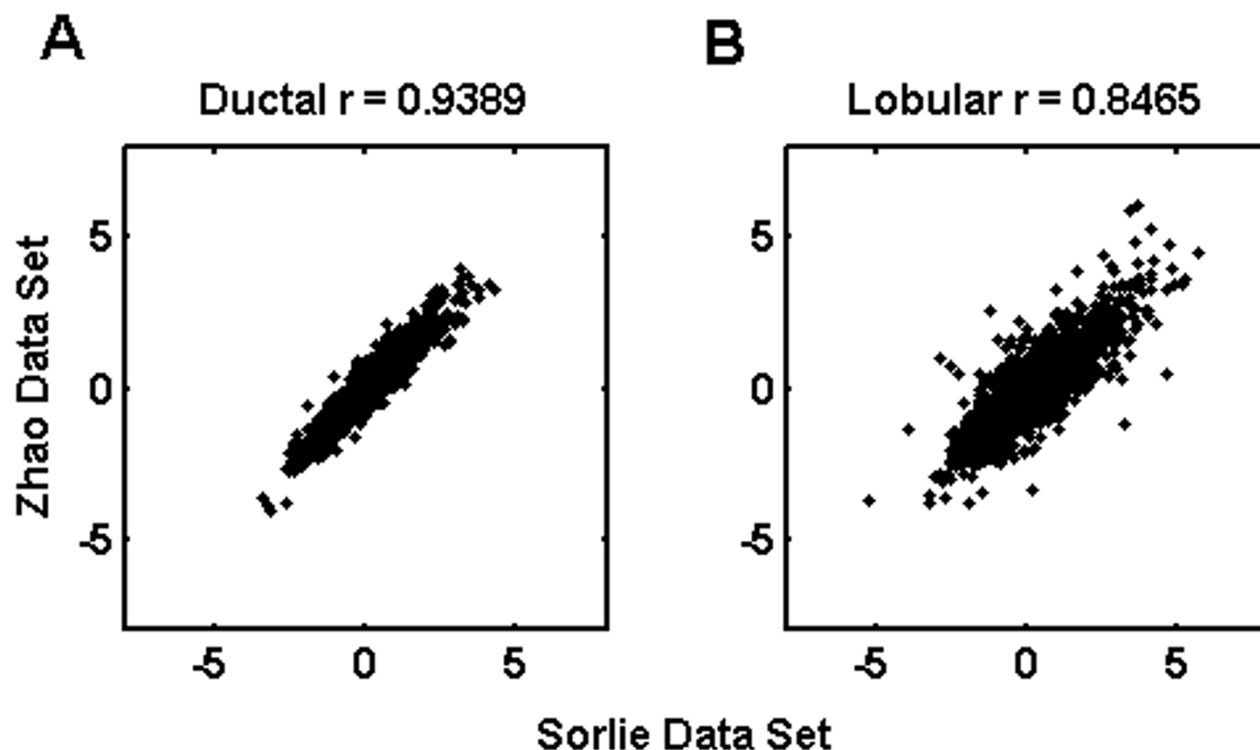 A
B
Ductal r = 0.9389
Lobular r = 0.8465
Zhao Data Set
5
0
-5
-5 0 5
5
0
-5
-5 0 5
Sorlie Data Set